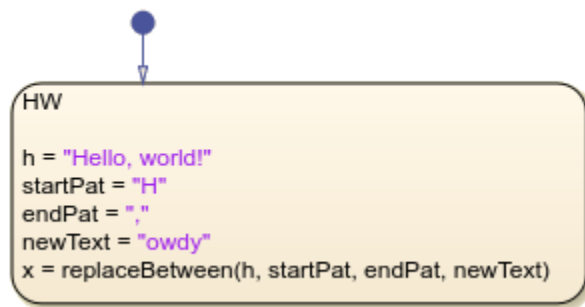 HW
h = "Hello, world!"
startPat = "H"
endPat = ","
newText = "owdy"
x = replaceBetween(h, startPat, endPat, newText)